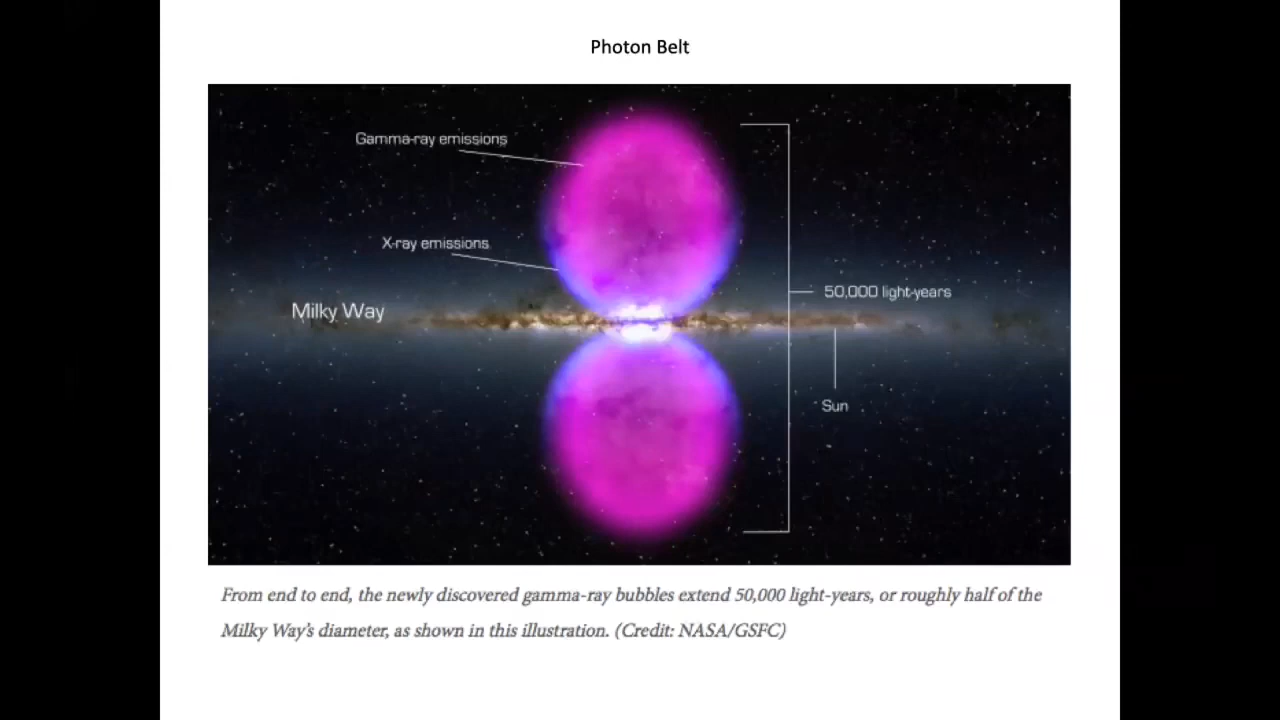 Photon Belt
Gamma-ray emissions
X-ray emissions
Milky Way
50,000 light-years
Sun
From end to end, the newly discovered gamma-ray bubbles extend 50,000 light-years, or roughly half of the
Milky Way's diameter, as shown in this illustration. (Credit: NASA/GSFC)